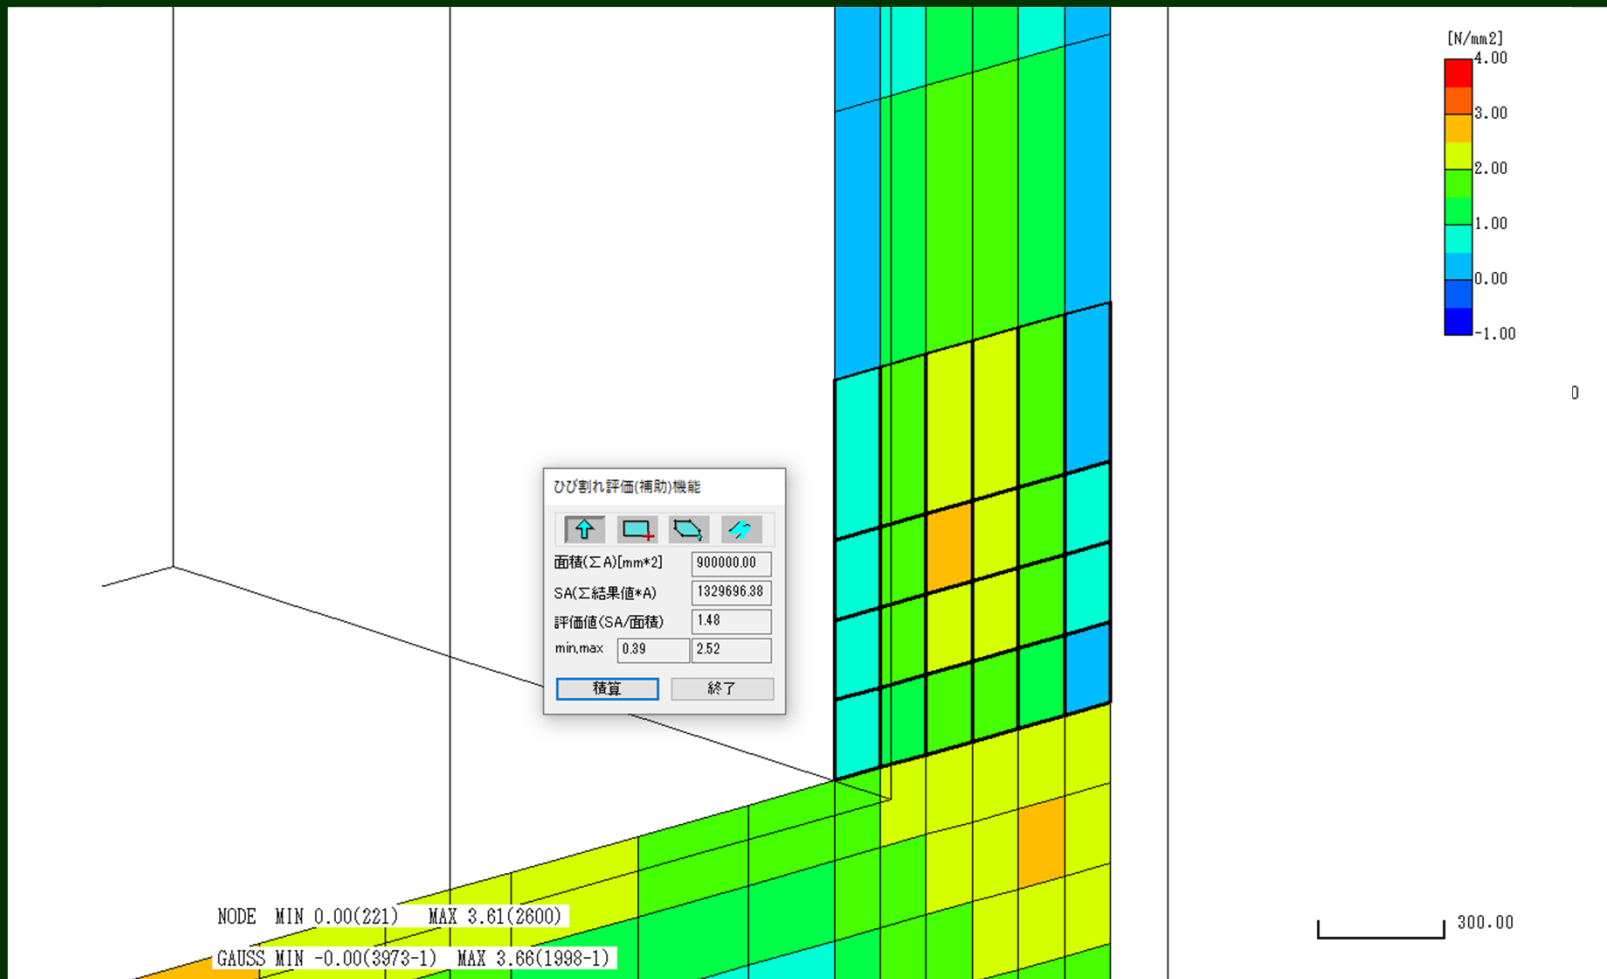 [N/mm2]
4.00
3.00
2.00
1.00
0.00
-1.00
0
ひび割れ評価(補助)機能
面積(ΣA)[mm*2] 900000.00
SA(Σ結果値*A) 1329696.38
評価値(SA/面積) 1.48
min,max 0.39 2.52
積算 終了
NODE MIN 0.00(221) MAX 3.61(2600)
300.00
GAUSS MIN -0.00(3973-1) MAX 3.66(1998-1)